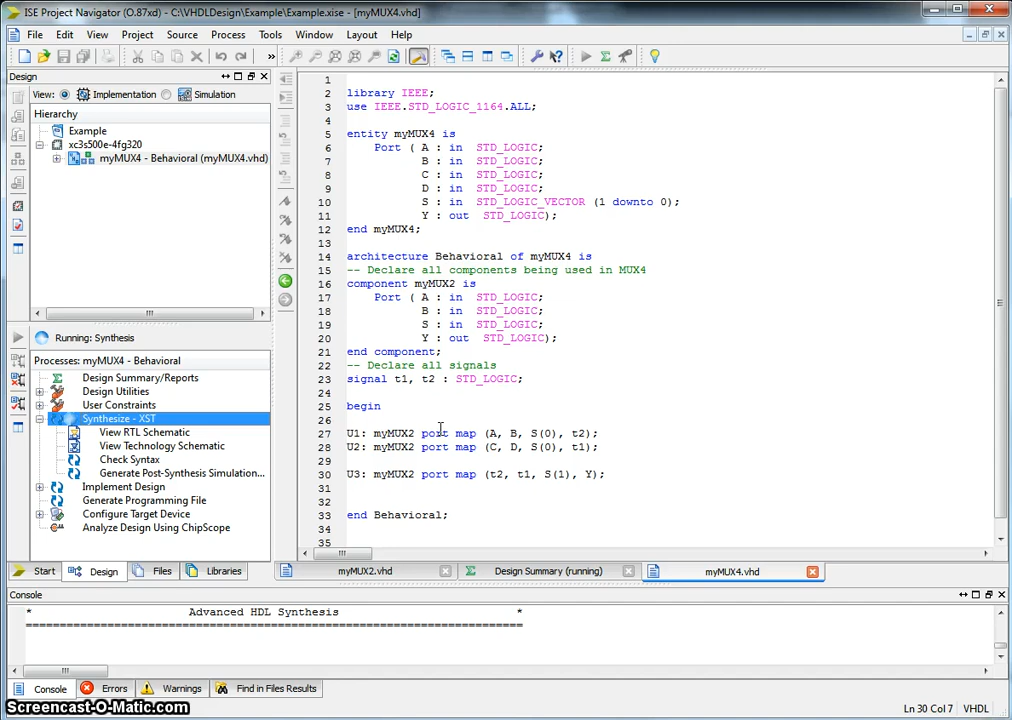 ISE Project Navigator (O.87xd) - C:\VHDLDesign\Example\Example.xise - [myMUX4.vhd]
File Edit View Project Source Process Tools Window Layout Help
»
Design
View: Implementation Simulation
Hierarchy
Example
xc3s500e-4fg320
myMUX4 - Behavioral (myMUX4.vhd)
Running: Synthesis
Processes: myMUX4 - Behavioral
Design Summary/Reports
Design Utilities
User Constraints
Synthesize - XST
View RTL Schematic
View Technology Schematic
Check Syntax
Generate Post-Synthesis Simulation...
Implement Design
Generate Programming File
Configure Target Device
Analyze Design Using ChipScope
Start Design Files Libraries
1
2 library IEEE;
3 use IEEE.STD_LOGIC_1164.ALL;
4
5 entity myMUX4 is
6 Port ( A : in STD_LOGIC;
7 B : in STD_LOGIC;
8 C : in STD_LOGIC;
9 D : in STD_LOGIC;
10 S : in STD_LOGIC_VECTOR (1 downto 0);
11 Y : out STD_LOGIC);
12 end myMUX4;
13
14 architecture Behavioral of myMUX4 is
15 -- Declare all components being used in MUX4
16 component myMUX2 is
17 Port ( A : in STD_LOGIC;
18 B : in STD_LOGIC;
19 S : in STD_LOGIC;
20 Y : out STD_LOGIC);
21 end component;
22 -- Declare all signals
23 signal t1, t2 : STD_LOGIC;
24
25 begin
26
27 U1: myMUX2 port map (A, B, S(0), t2);
28 U2: myMUX2 port map (C, D, S(0), t1);
29
30 U3: myMUX2 port map (t2, t1, S(1), Y);
31
32
33 end Behavioral;
34
35
myMUX2.vhd Design Summary (running) myMUX4.vhd
Console
* Advanced HDL Synthesis *
=========================================================================
Console Errors Warnings Find in Files Results
Screencast-O-Matic.com
Ln 30 Col 7 VHDL